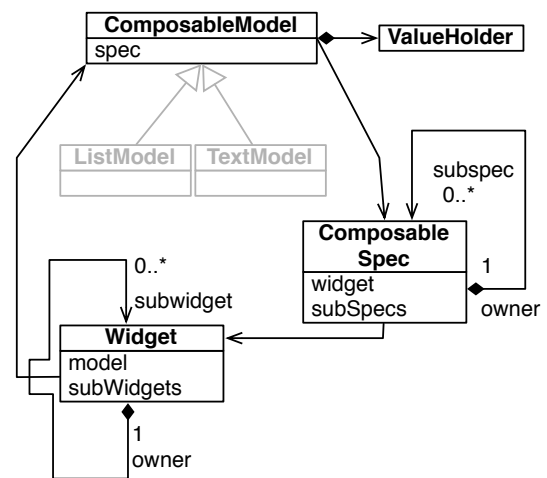 ComposableModel
spec
ValueHolder
ListModel
TextModel
subspec
0..*
Composable
Spec
widget
subSpecs
1
owner
0..*
subwidget
Widget
model
subWidgets
1
owner